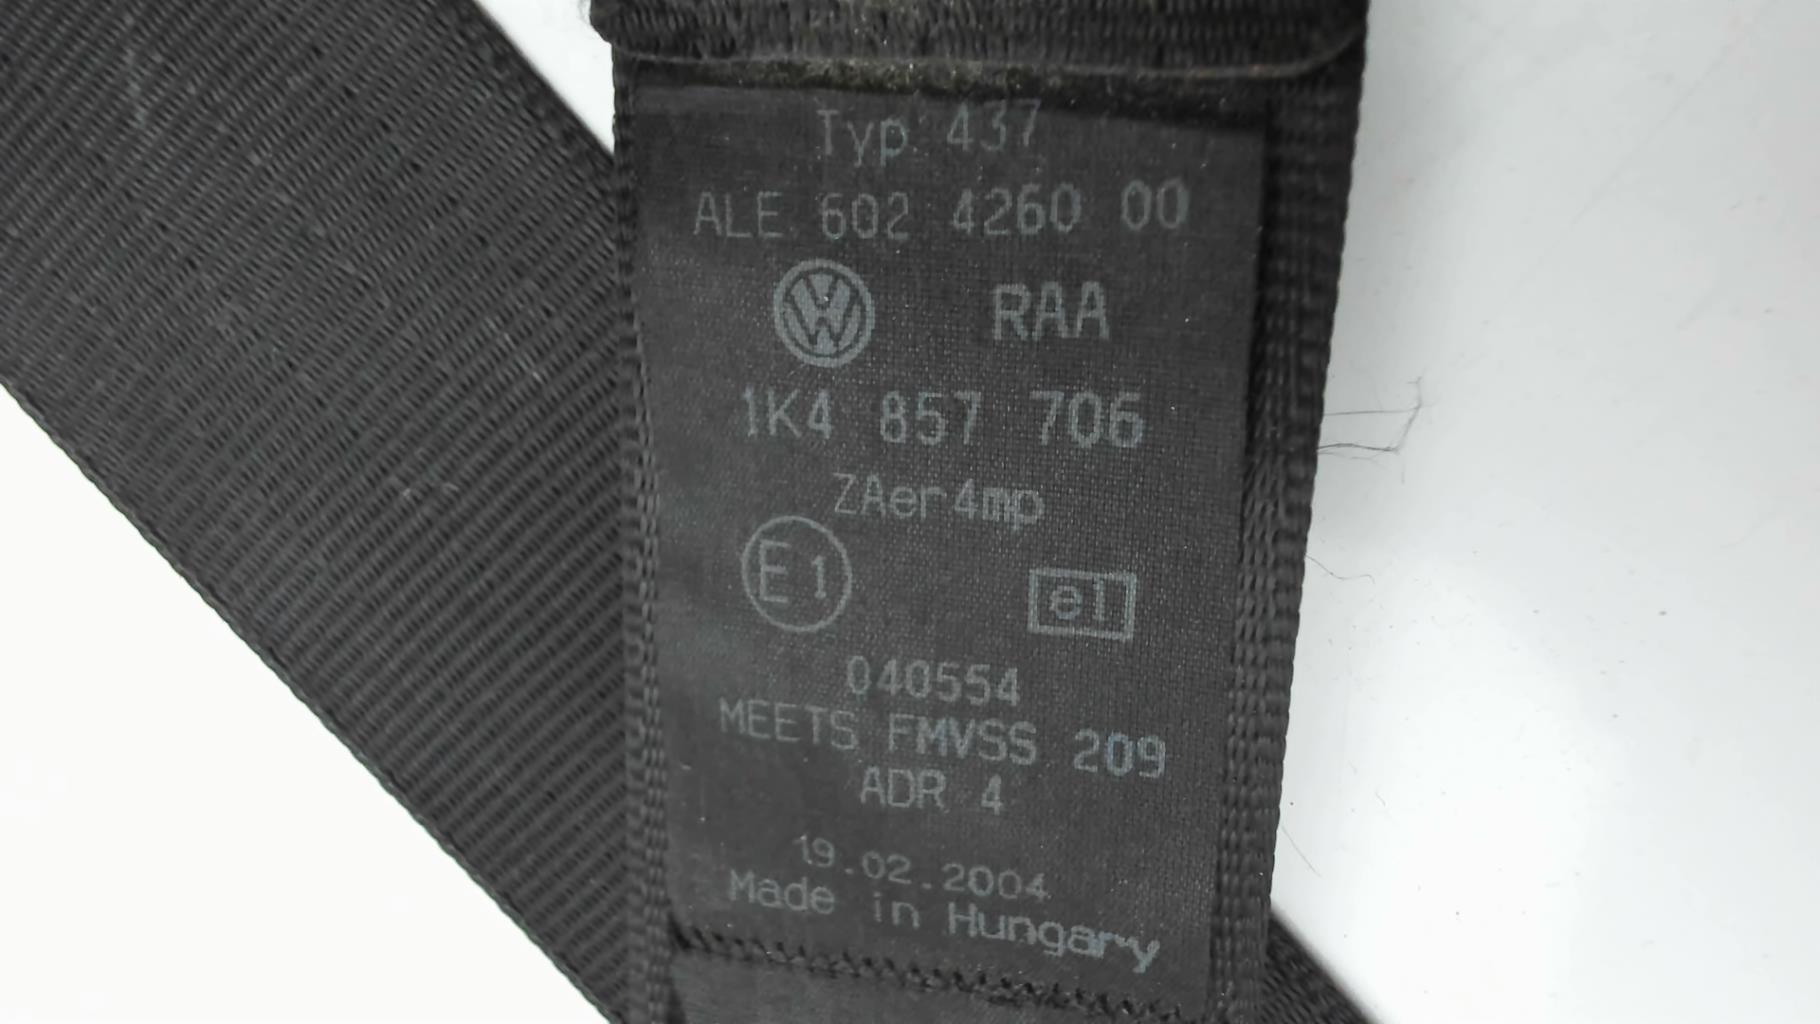 Typ 437
ALE 602 4260 00
RAA
1K4 857 706
ZAer4mp
E1 e1
040554
MEETS FMVSS 209
ADR 4
19.02.2004
Made in Hungary